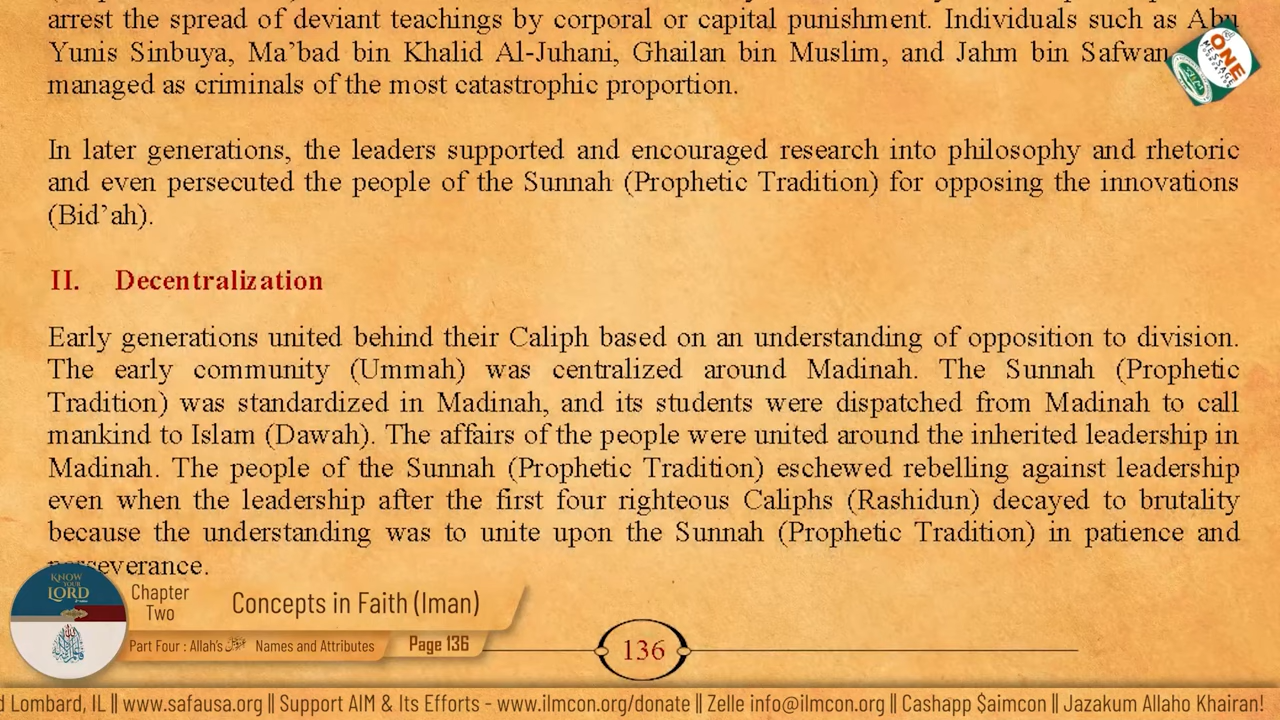 arrest the spread of deviant teachings by corporal or capital punishment. Individuals such as Abu
Yunis Sinbuya, Ma’bad bin Khalid Al-Juhani, Ghailan bin Muslim, and Jahm bin Safwan
managed as criminals of the most catastrophic proportion.
ONE
MESSAGE
In later generations, the leaders supported and encouraged research into philosophy and rhetoric
and even persecuted the people of the Sunnah (Prophetic Tradition) for opposing the innovations
(Bid’ah).
II. Decentralization
Early generations united behind their Caliph based on an understanding of opposition to division.
The early community (Ummah) was centralized around Madinah. The Sunnah (Prophetic
Tradition) was standardized in Madinah, and its students were dispatched from Madinah to call
mankind to Islam (Dawah). The affairs of the people were united around the inherited leadership in
Madinah. The people of the Sunnah (Prophetic Tradition) eschewed rebelling against leadership
even when the leadership after the first four righteous Caliphs (Rashidun) decayed to brutality
because the understanding was to unite upon the Sunnah (Prophetic Tradition) in patience and
perseverance.
KNOW
YOUR
LORD
Chapter
Two
Concepts in Faith (Iman)
Part Four : Allah's Names and Attributes
Page 136
136
d Lombard, IL || www.safausa.org || Support AIM & Its Efforts - www.ilmcon.org/donate || Zelle info@ilmcon.org || Cashapp $aimcon || Jazakum Allaho Khairan!